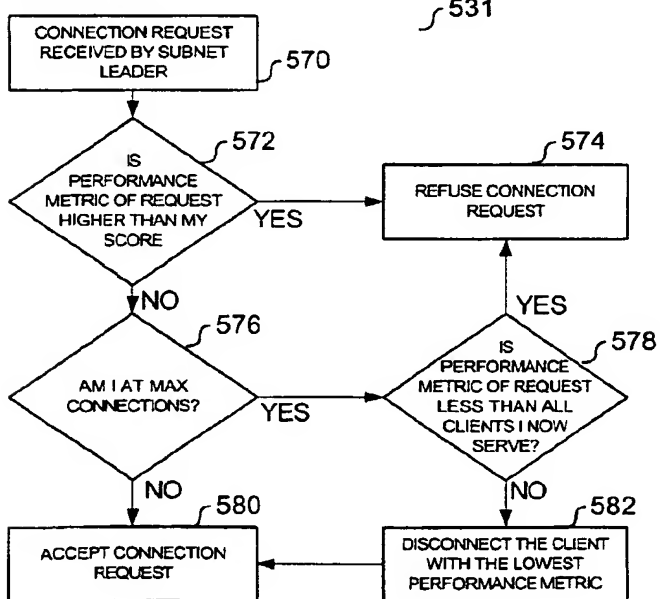 531
CONNECTION REQUEST
RECEIVED BY SUBNET
LEADER
570
572
IS
PERFORMANCE
METRIC OF REQUEST
HIGHER THAN MY
SCORE
YES
574
REFUSE CONNECTION
REQUEST
NO
576
AM I AT MAX
CONNECTIONS?
YES
YES
578
IS
PERFORMANCE
METRIC OF REQUEST
LESS THAN ALL
CLIENTS I NOW
SERVE?
NO
580
ACCEPT CONNECTION
REQUEST
NO
582
DISCONNECT THE CLIENT
WITH THE LOWEST
PERFORMANCE METRIC